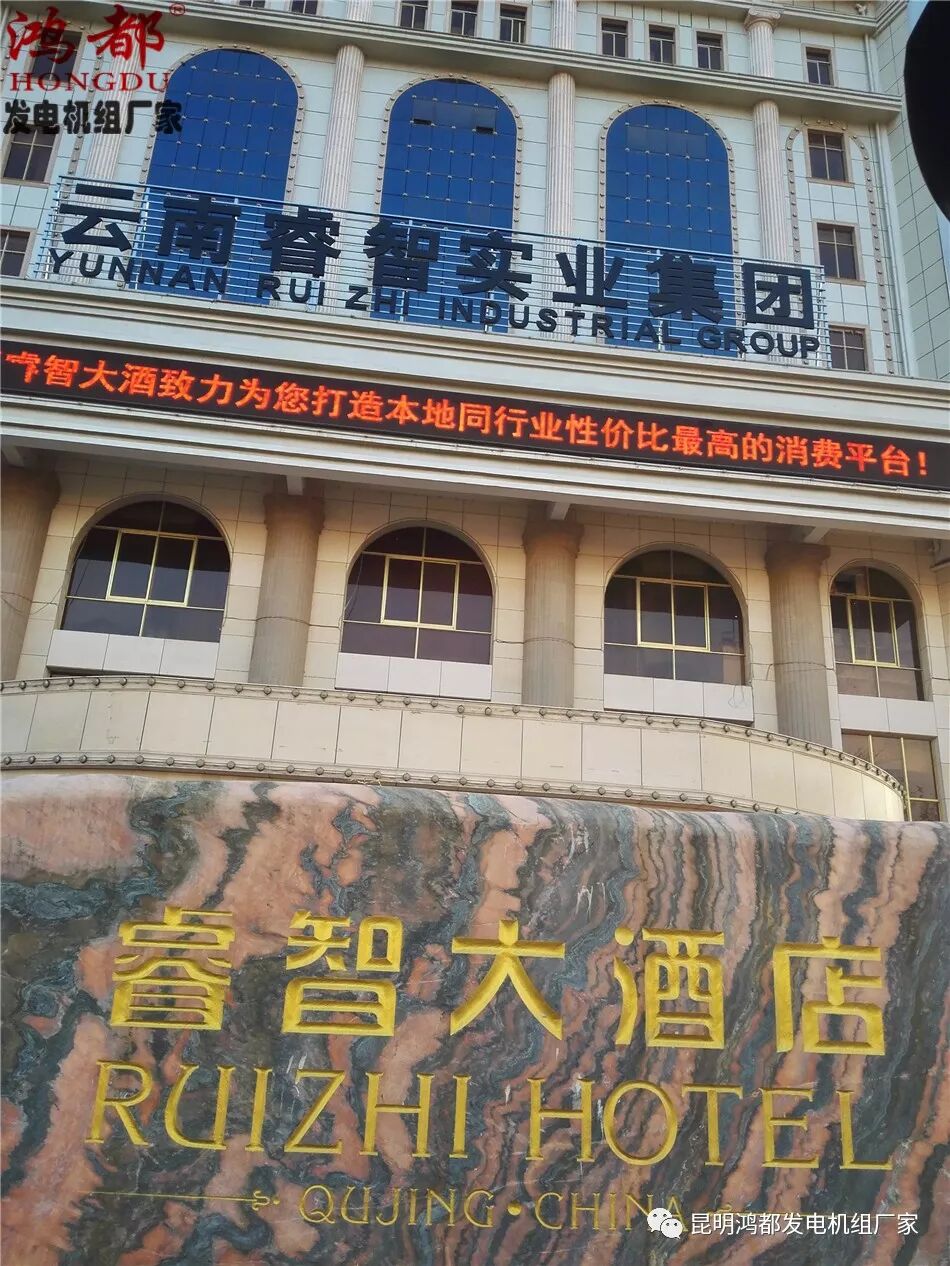 鸿都®
HONGDU
发电机组厂家
云南睿智实业集团
YUNNAN RUI ZHI INDUSTRIAL GROUP
睿智大酒致力为您打造本地同行业性价比最高的消费平台！
睿智大酒店
RUIZHI HOTEL
QUJING·CHINA
昆明鸿都发电机组厂家